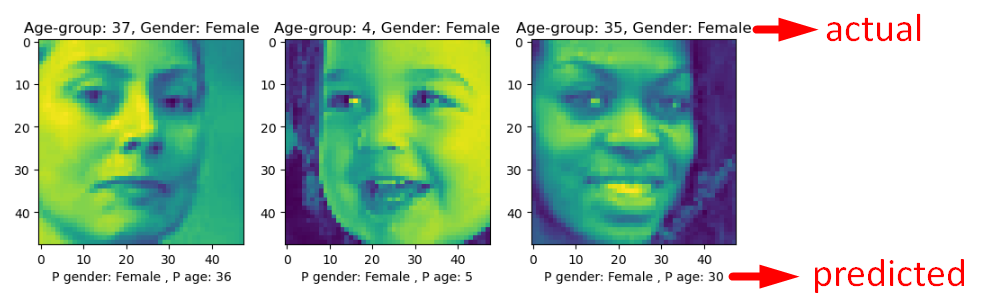 Age-group: 37, Gender: Female
Age-group: 4, Gender: Female
Age-group: 35, Gender: Female
actual
0
10
20
30
40
0
10
20
30
40
0
10
20
30
40
0 10 20 30 40
0 10 20 30 40
0 10 20 30 40
P gender: Female , P age: 36
P gender: Female , P age: 5
P gender: Female , P age: 30
predicted